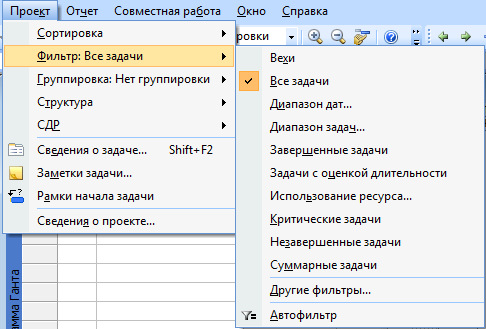 Проект Отчет Совместная работа Окно Справка
Сортировка
Фильтр: Все задачи
Группировка: Нет группировки
Структура
СДР
Сведения о задаче... Shift+F2
Заметки задачи...
Рамки начала задачи
Сведения о проекте...
ровки
Вехи
Все задачи
Диапазон дат...
Диапазон задач...
Завершенные задачи
Задачи с оценкой длительности
Использование ресурса...
Критические задачи
Незавершенные задачи
Суммарные задачи
Другие фильтры...
Автофильтр
мма Ганта